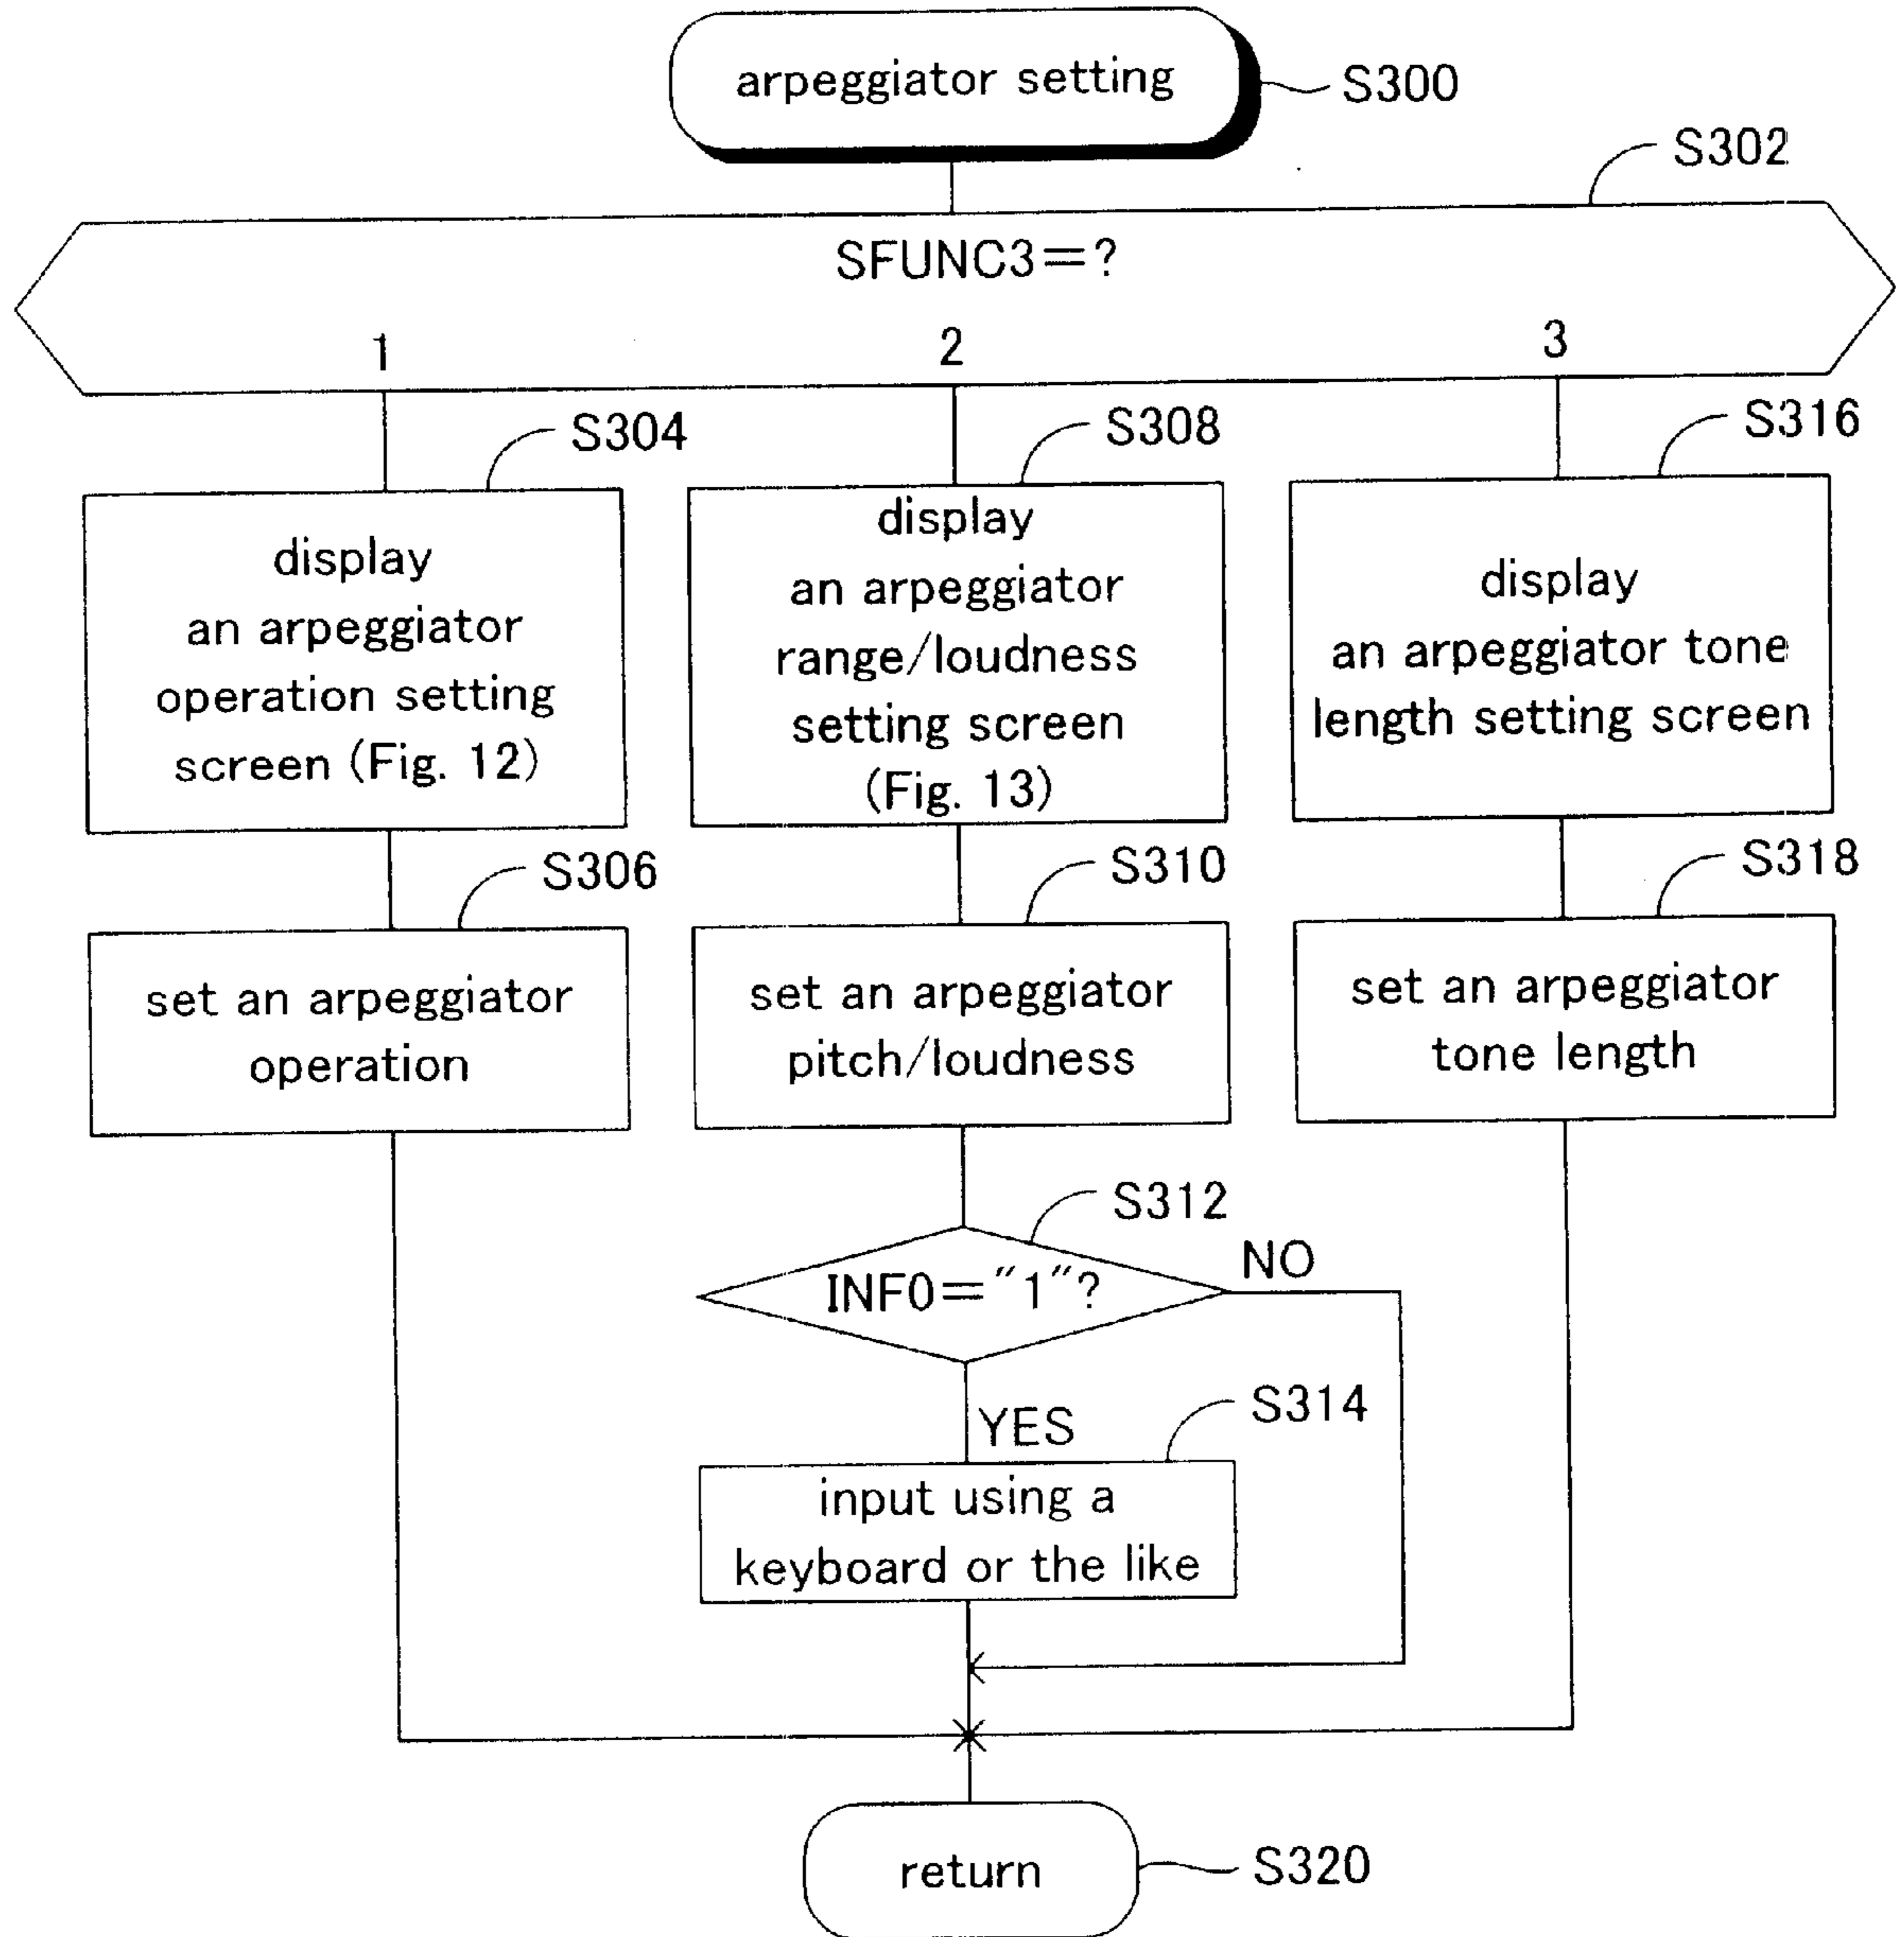 arpeggiator setting
S300
S302
SFUNC3=?
1
2
3
S304
S308
S316
display
an arpeggiator
operation setting
screen (Fig. 12)
display
an arpeggiator
range/loudness
setting screen
(Fig. 13)
display
an arpeggiator tone
length setting screen
S306
S310
S318
set an arpeggiator
operation
set an arpeggiator
pitch/loudness
set an arpeggiator
tone length
S312
INF0="1"?
NO
YES
S314
input using a
keyboard or the like
return
S320